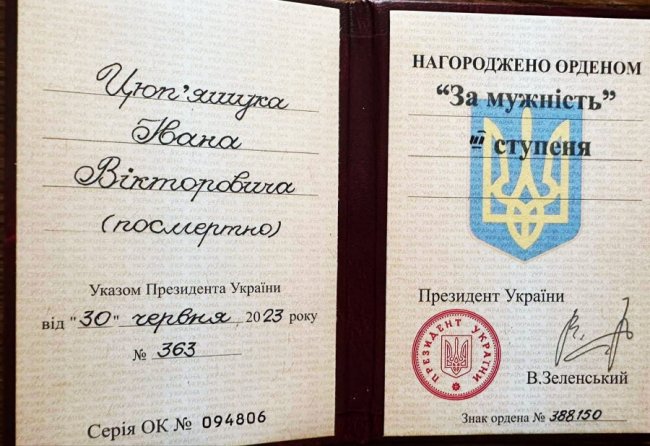 Цюп'яшука
Івана
Вікторовича
(посмертно)
Указом Президента України
від "30" червня, 2023 року
№ 363
Серія ОК № 094806
НАГОРОДЖЕНО ОРДЕНОМ
“За мужність”
ІІІ ступеня
Президент України
ПРЕЗИДЕНТ УКРАЇНИ
В.Зеленський
Знак ордена № 388150